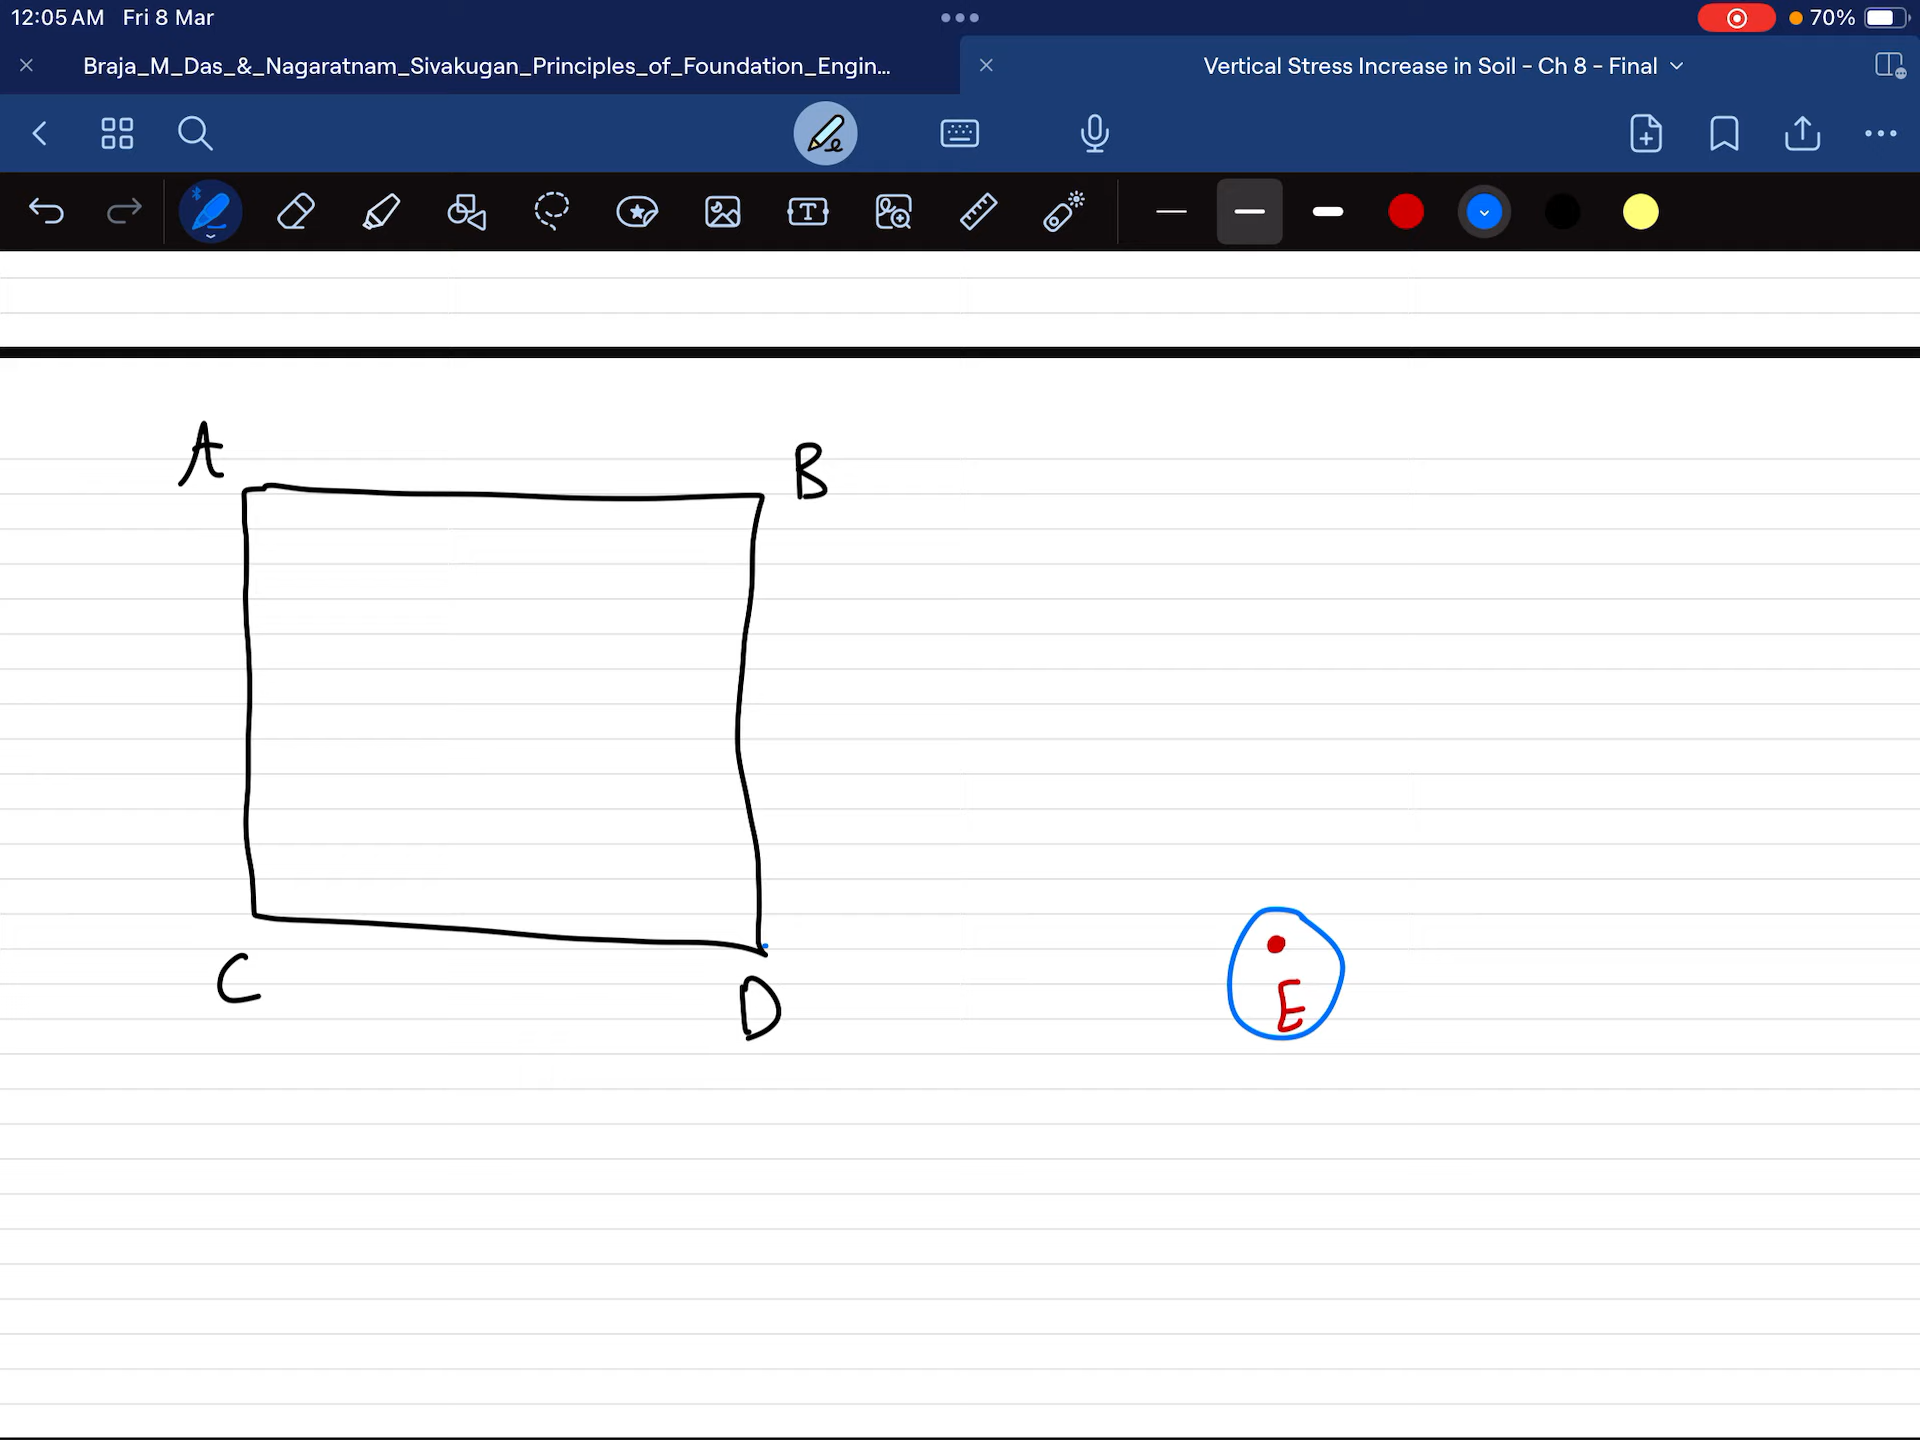 12:05 AM Fri 8 Mar
70%
Braja_M_Das_&_Nagaratnam_Sivakugan_Principles_of_Foundation_Engin...
Vertical Stress Increase in Soil - Ch 8 - Final
A
B
C
D
E